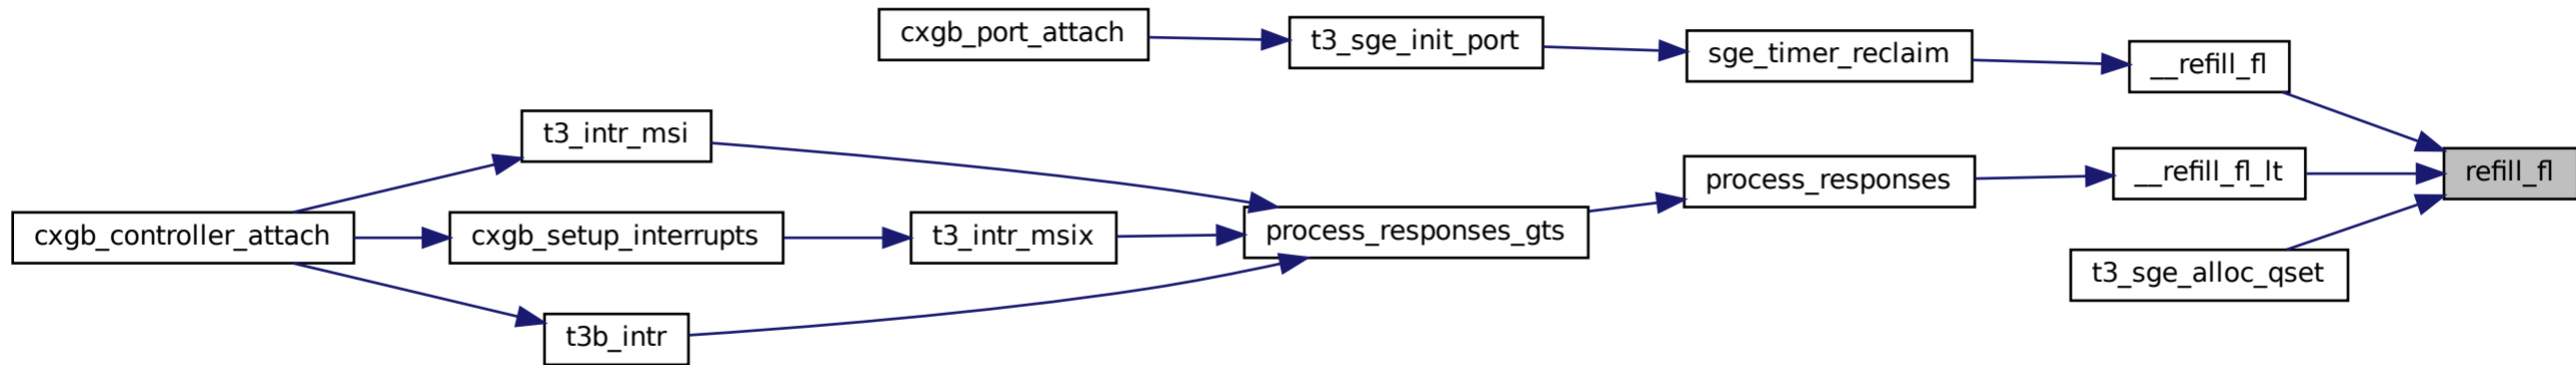 cxgb_port_attach
t3_sge_init_port
sge_timer_reclaim
__refill_fl
t3_intr_msi
process_responses
__refill_fl_lt
refill_fl
cxgb_controller_attach
cxgb_setup_interrupts
t3_intr_msix
process_responses_gts
t3_sge_alloc_qset
t3b_intr